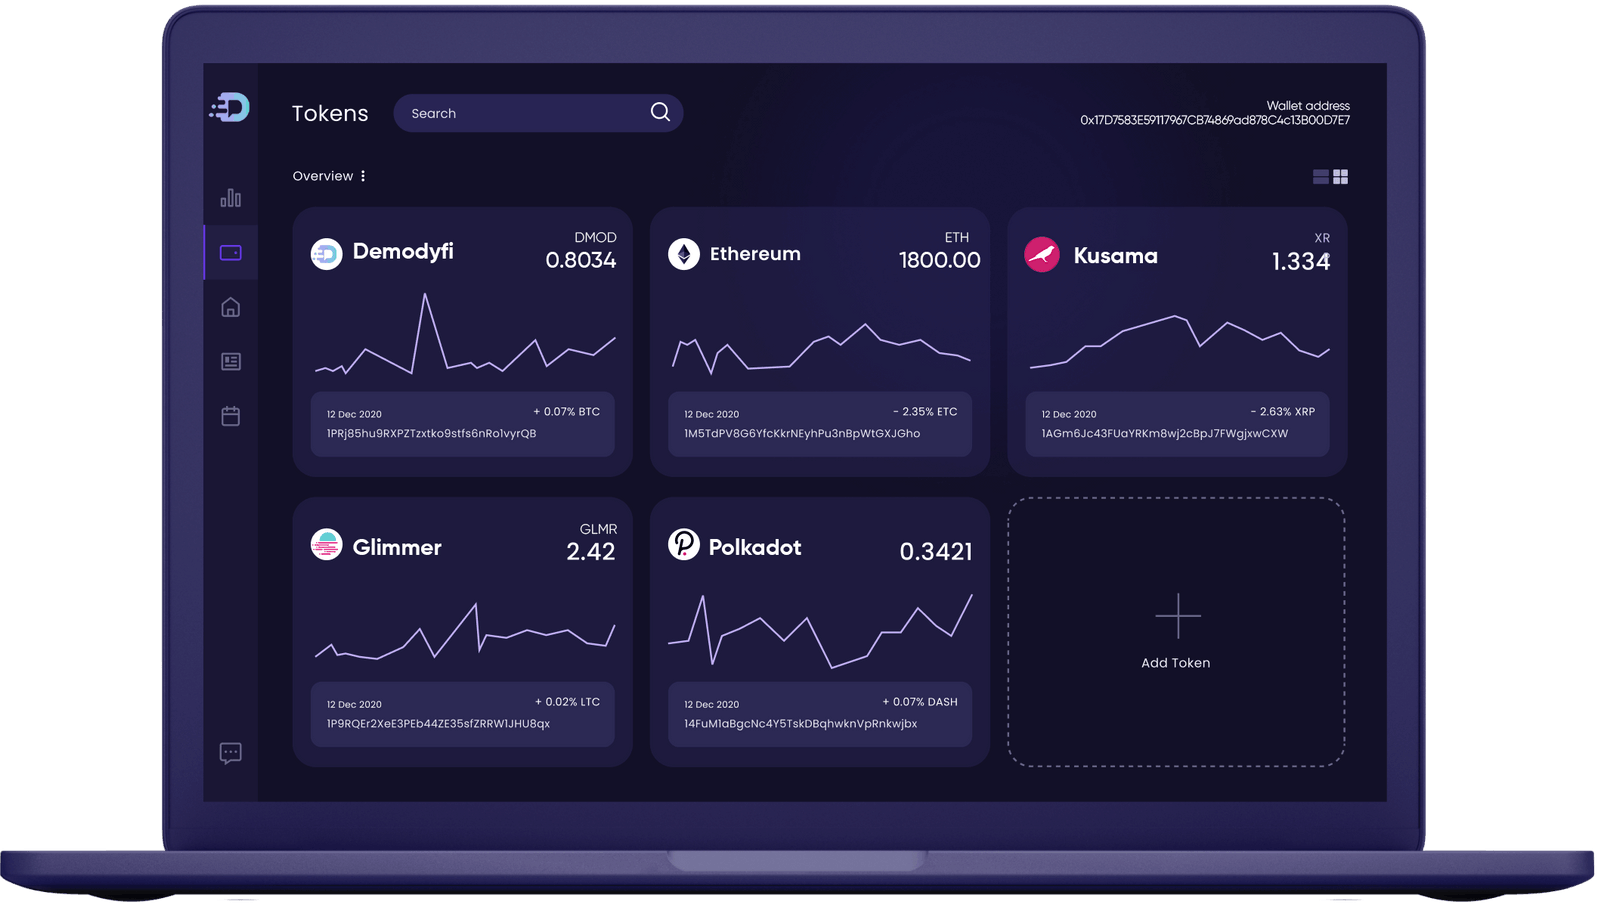 Tokens
Search
Wallet address
0x17D7583E59117967CB74869ad878C4c13B00D7E7
Overview
Demodyfi
DMOD
0.8034
12 Dec 2020
+ 0.07% BTC
1PRj85hu9RXPZTzxtko9stfs6nRo1vyrQB
Ethereum
ETH
1800.00
12 Dec 2020
- 2.35% ETC
1M5TdPV8G6YfcKkrNEyhPu3nBpWtGXJGho
Kusama
XR
1.334
12 Dec 2020
- 2.63% XRP
1AGm6Jc43FUaYRKm8wj2cBpJ7FWgjxwCXW
Glimmer
GLMR
2.42
12 Dec 2020
+ 0.02% LTC
1P9RQEr2XeE3PEb44ZE35sfZRRW1JHU8qx
Polkadot
0.3421
12 Dec 2020
+ 0.07% DASH
14FuM1aBgcNc4Y5TskDBqhwknVpRnkwjbx
Add Token